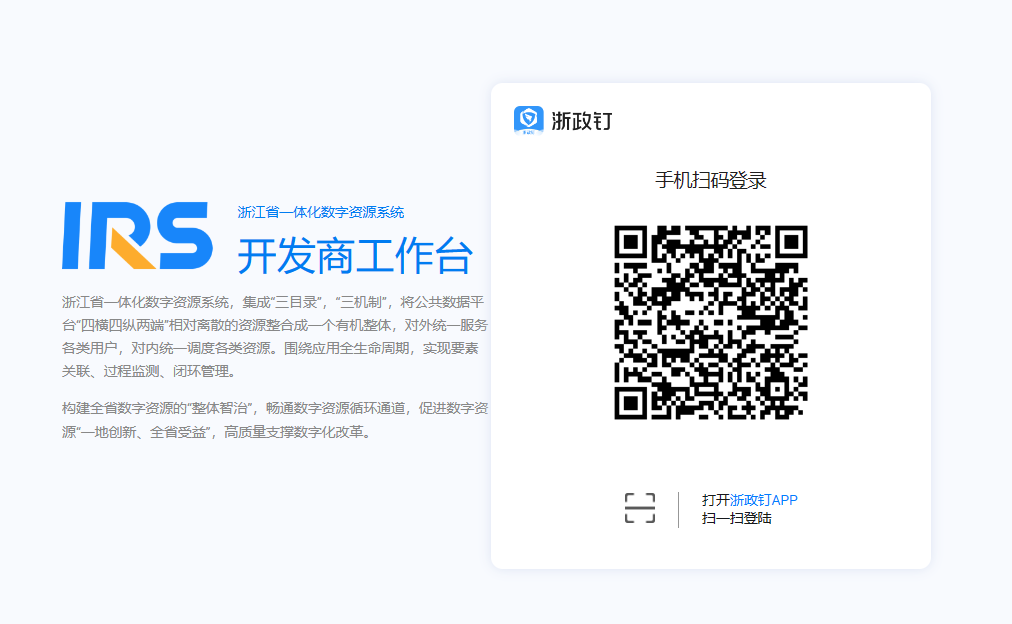 IRS
浙江省一体化数字资源系统
开发商工作台
浙江省一体化数字资源系统，集成“三目录”，“三机制”，将公共数据平
台“四横四纵两端”相对离散的资源整合成一个有机整体，对外统一服务
各类用户，对内统一调度各类资源。围绕应用全生命周期，实现要素
关联、过程监测、闭环管理。
构建全省数字资源的“整体智治”，畅通数字资源循环通道，促进数字资
源“一地创新、全省受益”，高质量支撑数字化改革。
浙政钉
手机扫码登录
打开浙政钉APP
扫一扫登陆